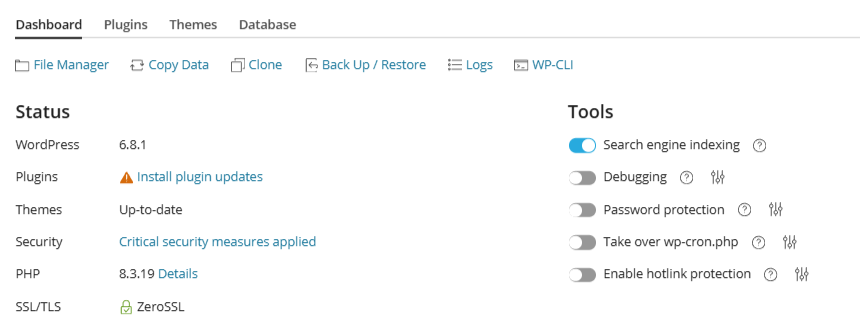 Dashboard Plugins Themes Database
File Manager Copy Data Clone Back Up / Restore Logs WP-CLI
Status
WordPress 6.8.1
Plugins Install plugin updates
Themes Up-to-date
Security Critical security measures applied
PHP 8.3.19 Details
SSL/TLS ZeroSSL
Tools
Search engine indexing ?
Debugging ?
Password protection ?
Take over wp-cron.php ?
Enable hotlink protection ?